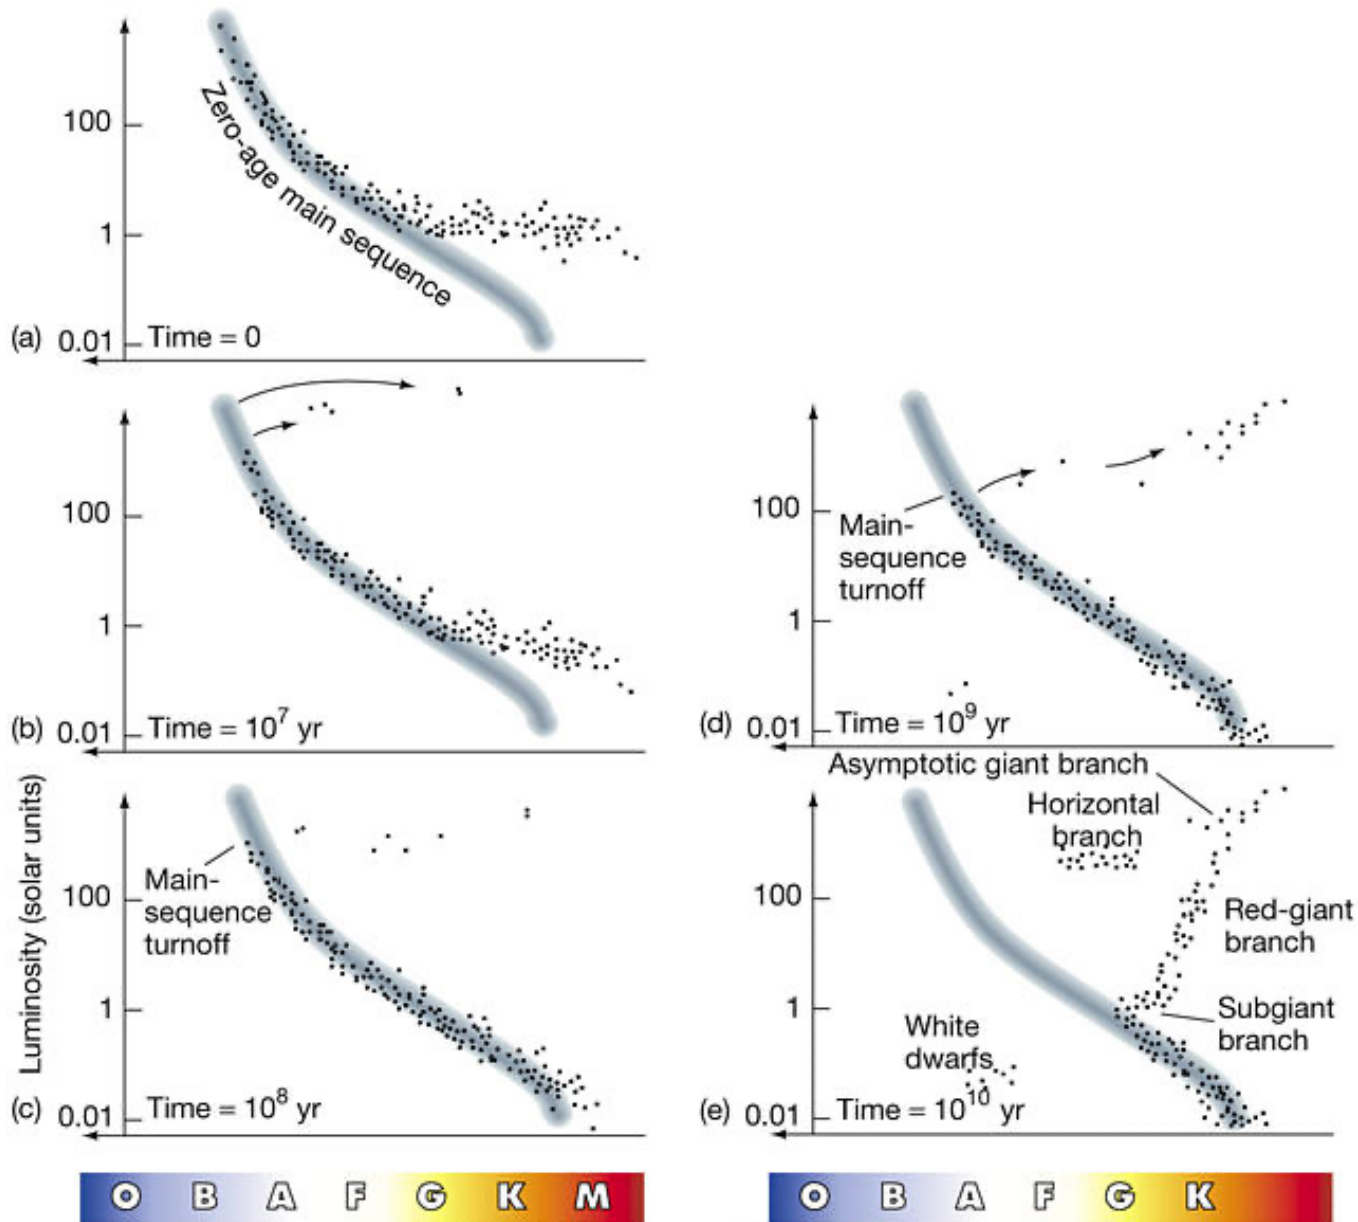 100
Zero-age main sequence
1
(a)
0.01
Time = 0
100
1
(b)
0.01
Time = 10⁷ yr
Luminosity (solar units)
Main-
sequence
turnoff
100
1
(c)
0.01
Time = 10⁸ yr
O B A F G K M
100
Main-
sequence
turnoff
1
(d)
0.01
Time = 10⁹ yr
Asymptotic giant branch
Horizontal
branch
100
Red-giant
branch
1
Subgiant
branch
White
dwarfs
(e)
0.01
Time = 10¹⁰ yr
O B A F G K